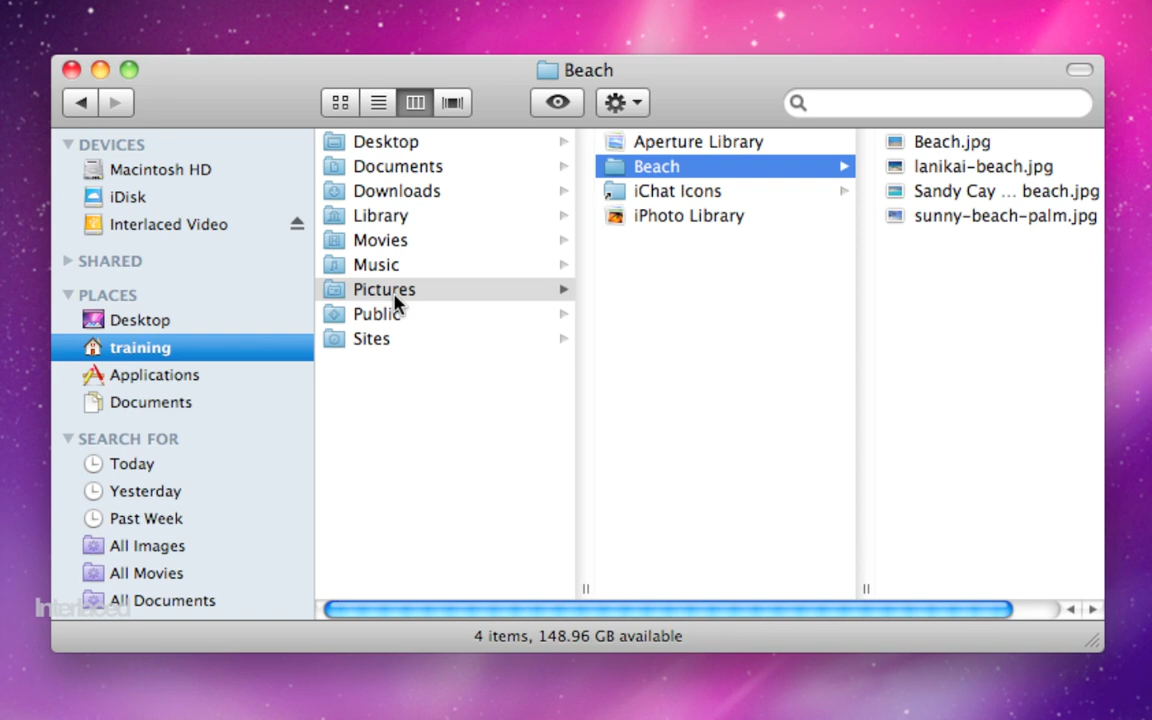 Beach
DEVICES
Macintosh HD
iDisk
Interlaced Video
SHARED
PLACES
Desktop
training
Applications
Documents
SEARCH FOR
Today
Yesterday
Past Week
All Images
All Movies
All Documents
Desktop
Documents
Downloads
Library
Movies
Music
Pictures
Public
Sites
Aperture Library
Beach
iChat Icons
iPhoto Library
Beach.jpg
lanikai-beach.jpg
Sandy Cay ... beach.jpg
sunny-beach-palm.jpg
Interlaced
4 items, 148.96 GB available